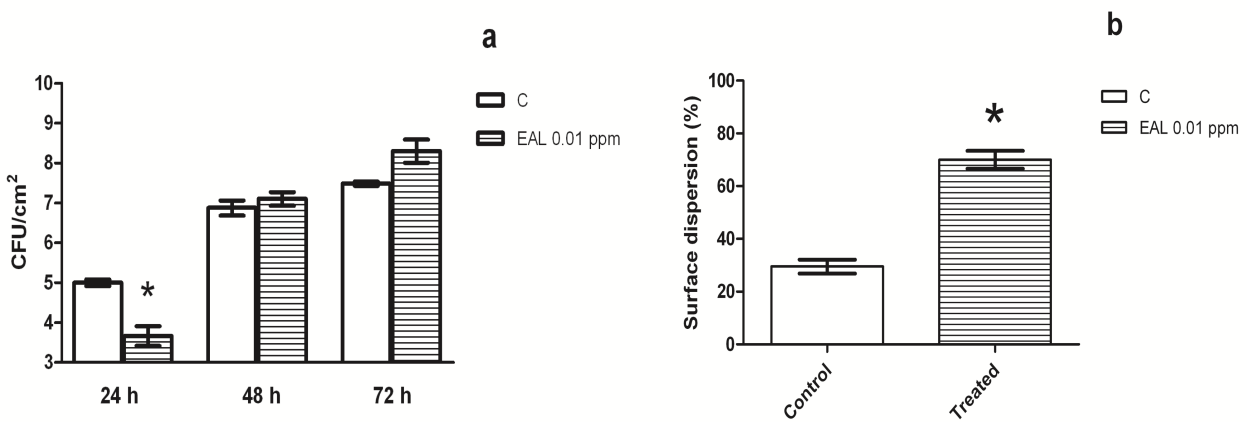 a
10
9
8
7
6
5
4
3
CFU/cm²
*
24 h
48 h
72 h
C
EAL 0.01 ppm
b
100
80
60
40
20
0
Surface dispersion (%)
*
Control
Treated
C
EAL 0.01 ppm